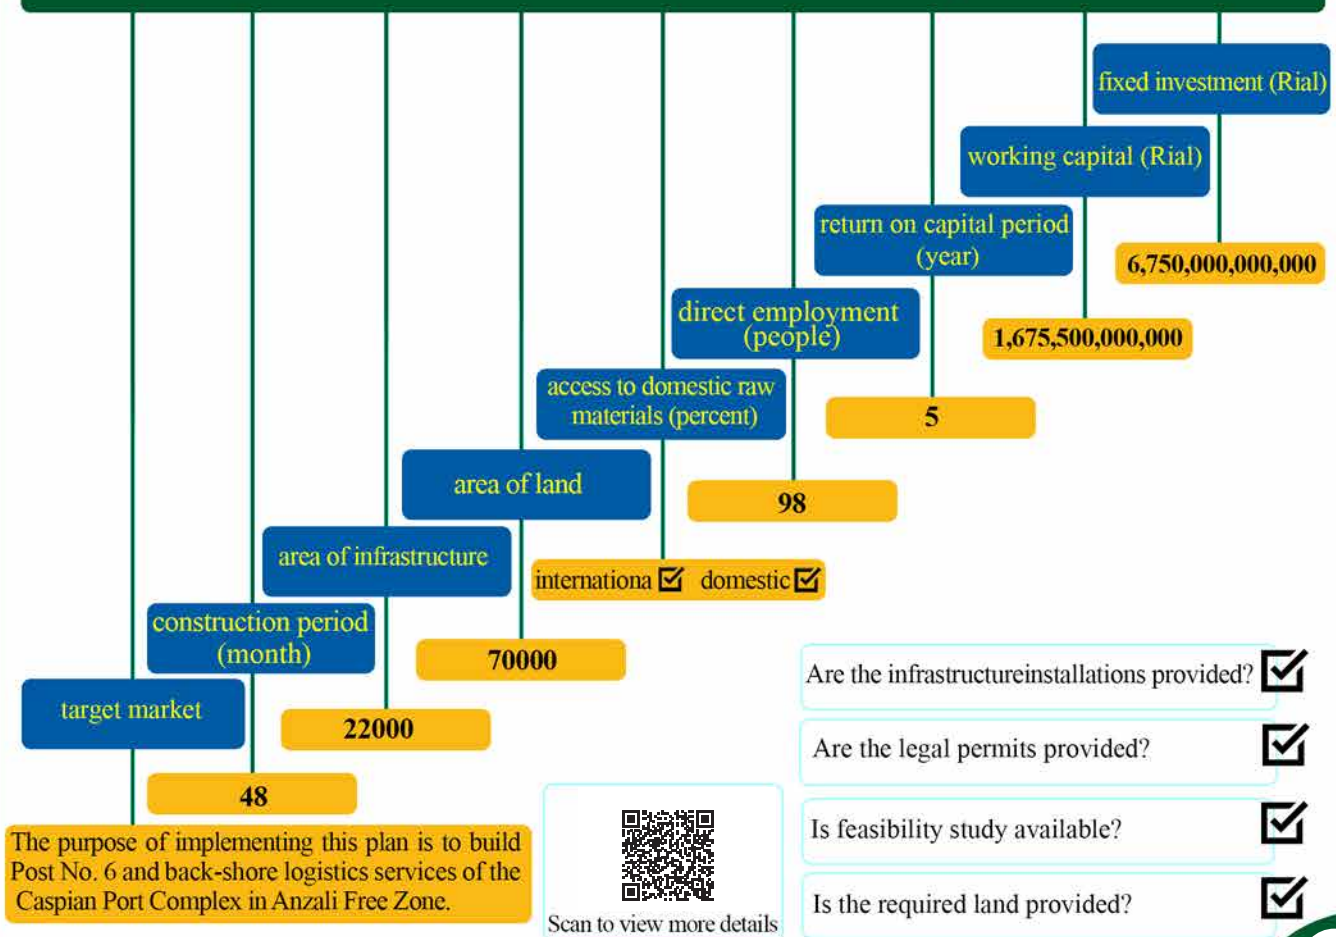 fixed investment (Rial)
6,750,000,000,000
working capital (Rial)
1,675,500,000,000
return on capital period
(year)
5
direct employment
(people)
98
access to domestic raw
materials (percent)
internationa ☑ domestic ☑
area of land
70000
area of infrastructure
22000
construction period
(month)
48
target market
The purpose of implementing this plan is to build
Post No. 6 and back-shore logistics services of the
Caspian Port Complex in Anzali Free Zone.
Scan to view more details
Are the infrastructureinstallations provided? ☑
Are the legal permits provided? ☑
Is feasibility study available? ☑
Is the required land provided? ☑